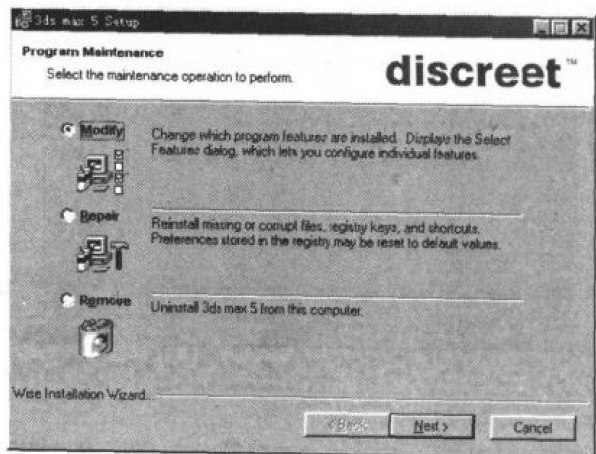 3ds max 5 Setup
Program Maintenance
Select the maintenance operation to perform.
discreet™
Modify
Change which program features are installed. Displays the Select
Features dialog, which lets you configure individual features.
Repair
Reinstall missing or corrupt files, registry keys, and shortcuts.
Preferences stored in the registry may be reset to default values.
Remove
Uninstall 3ds max 5 from this computer.
Wise Installation Wizard...
< Back
Next >
Cancel